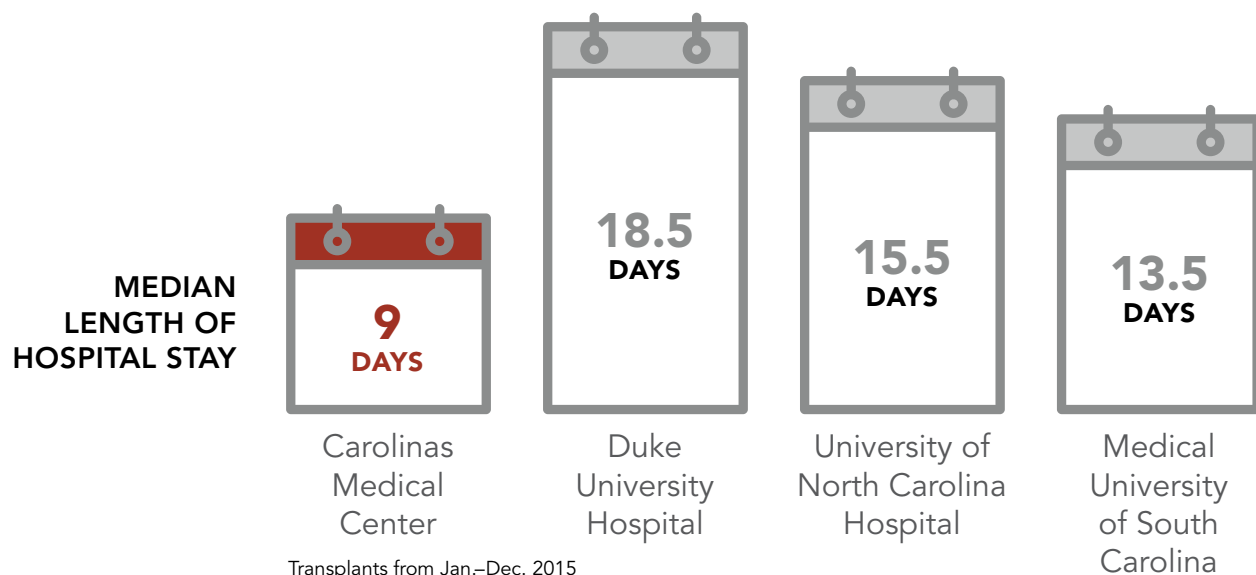 MEDIAN
LENGTH OF
HOSPITAL STAY
9
DAYS
18.5
DAYS
15.5
DAYS
13.5
DAYS
Carolinas
Medical
Center
Duke
University
Hospital
University of
North Carolina
Hospital
Medical
University
of South
Carolina
Transplants from Jan.–Dec. 2015